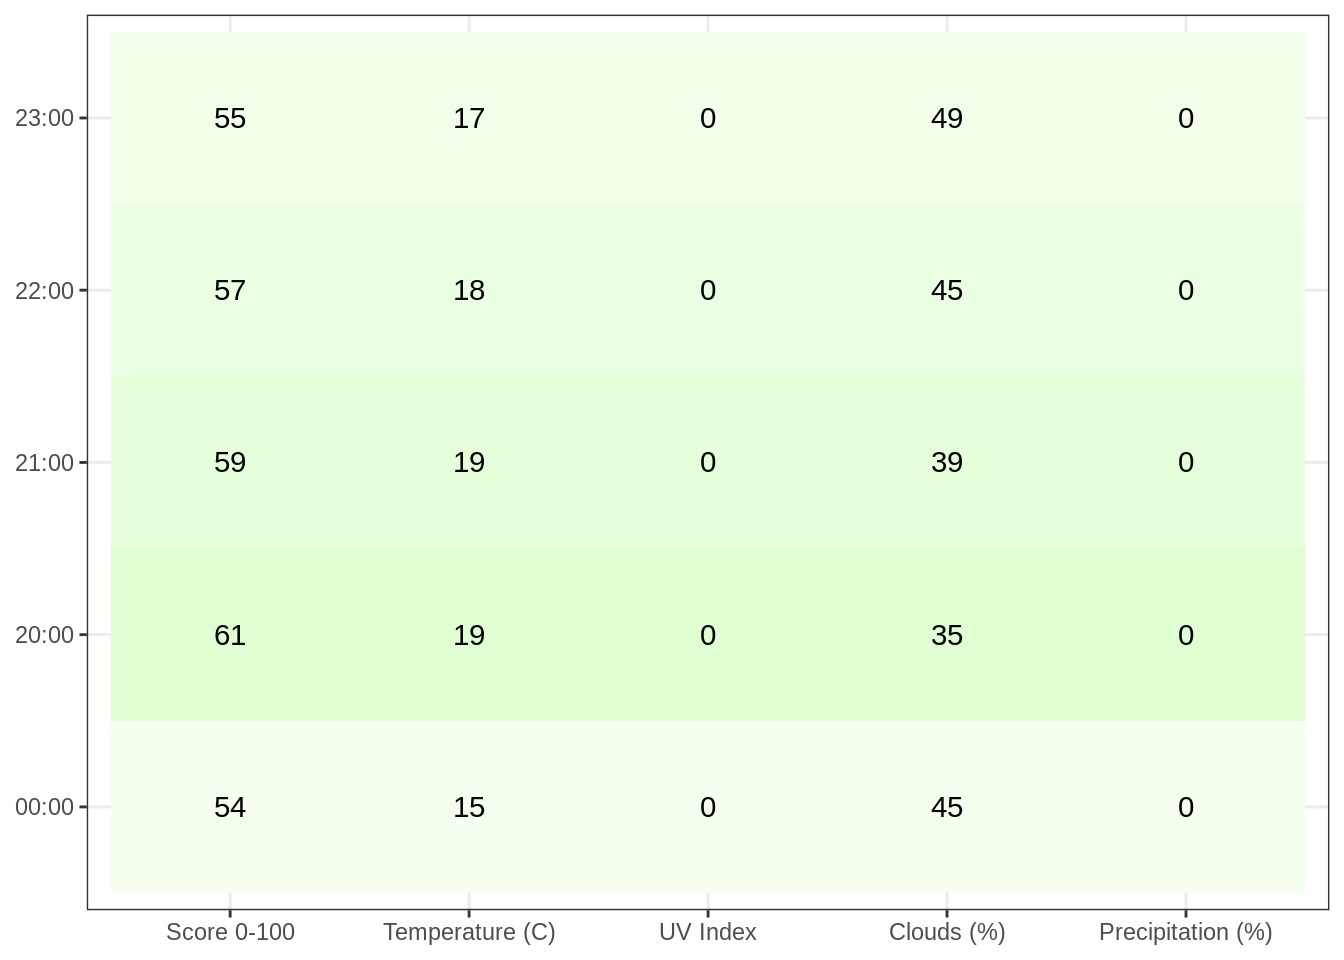 23:00 55 17 0 49 0
22:00 57 18 0 45 0
21:00 59 19 0 39 0
20:00 61 19 0 35 0
00:00 54 15 0 45 0
Score 0-100 Temperature (C) UV Index Clouds (%) Precipitation (%)